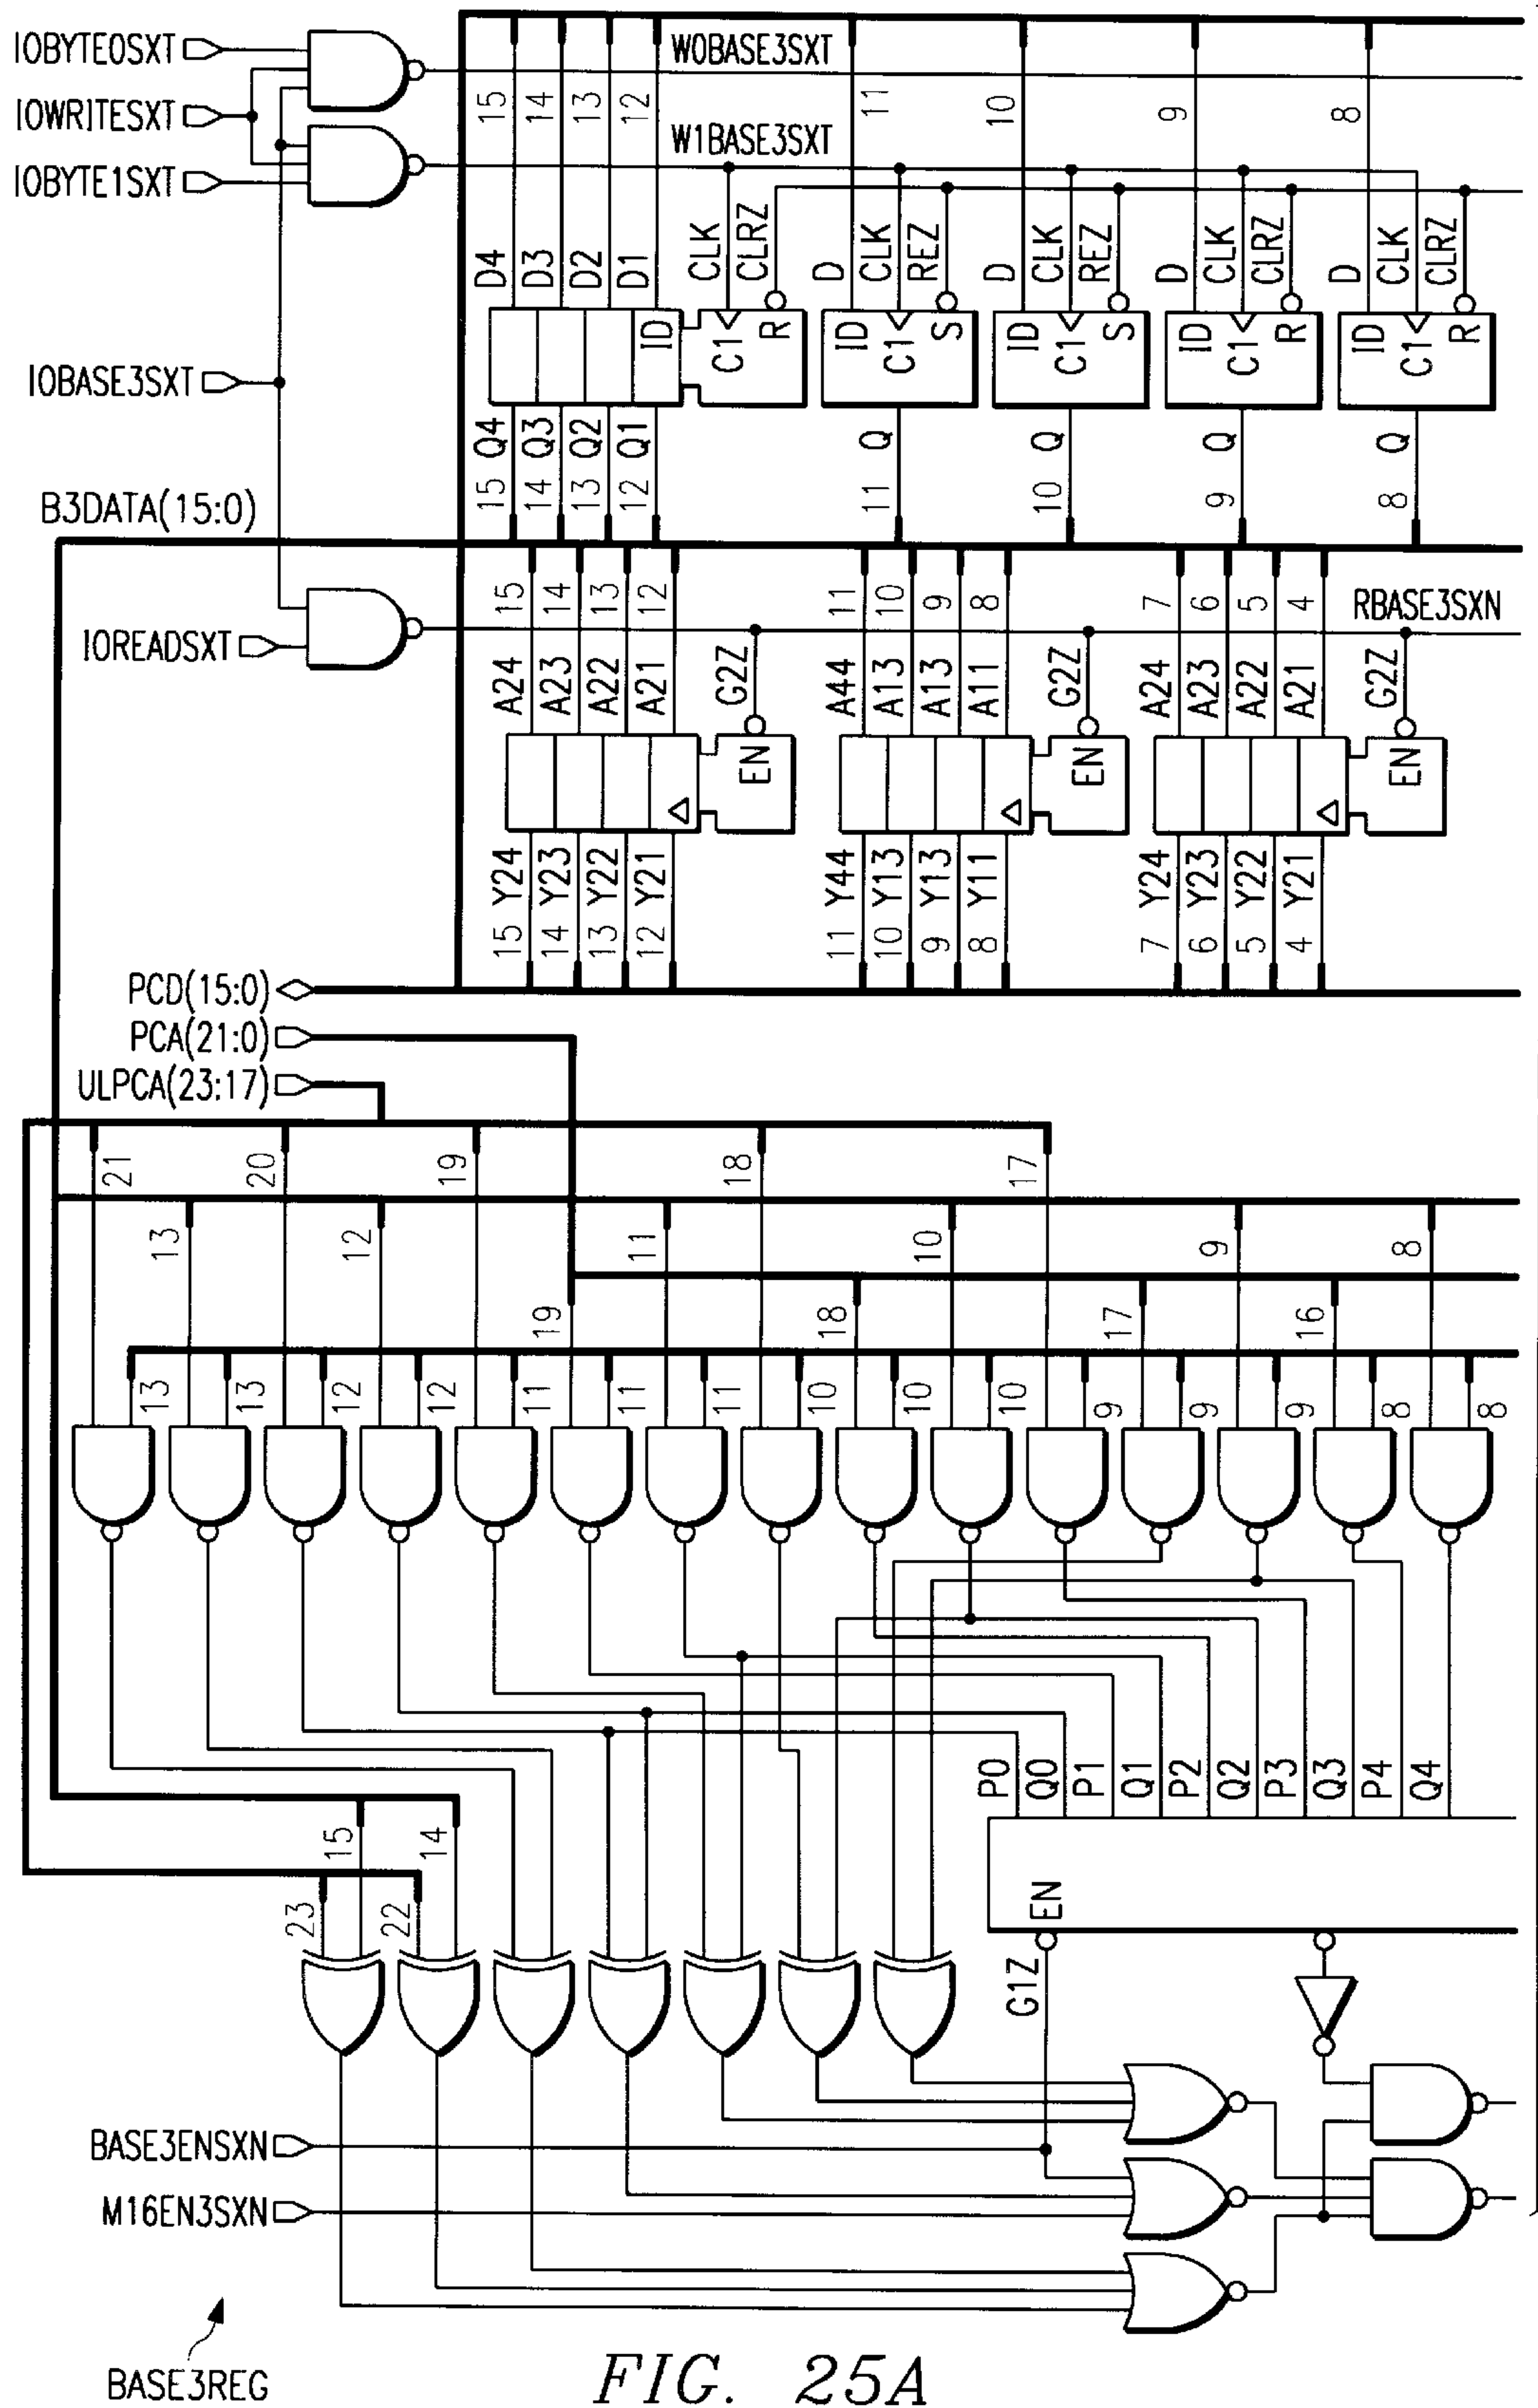 IOBYTE0SXT
IOWRITESXT
IOBYTE1SXT
IOBASE3SXT
W0BASE3SXT
W1BASE3SXT
15 14 13 12 11 10 9 8
D4 D3 D2 D1 CLK CLRZ D CLK REZ D CLK REZ D CLK CLRZ D CLK CLRZ
ID C1 R ID C1 S ID C1 S ID C1 R ID C1 R
Q4 Q3 Q2 Q1 Q Q Q Q
15 14 13 12 11 10 9 8
B3DATA(15:0)
15 14 13 12 11 10 9 8 7 6 5 4
RBASE3SXN
IOREADSXT
A24 A23 A22 A21 G2Z A44 A13 A13 A11 G2Z A24 A23 A22 A21 G2Z
EN EN EN
Y24 Y23 Y22 Y21 Y44 Y13 Y13 Y11 Y24 Y23 Y22 Y21
15 14 13 12 11 10 9 8 7 6 5 4
PCD(15:0)
PCA(21:0)
ULPCA(23:17)
21 20 19 18 17
13 12 11 10 9 8
19 18 17 16
13 13 12 12 11 11 11 10 10 10 9 9 9 8 8
P0 Q0 P1 Q1 P2 Q2 P3 Q3 P4 Q4
15 14
23 22
EN
G1Z
BASE3ENSXN
M16EN3SXN
BASE3REG
FIG. 25A